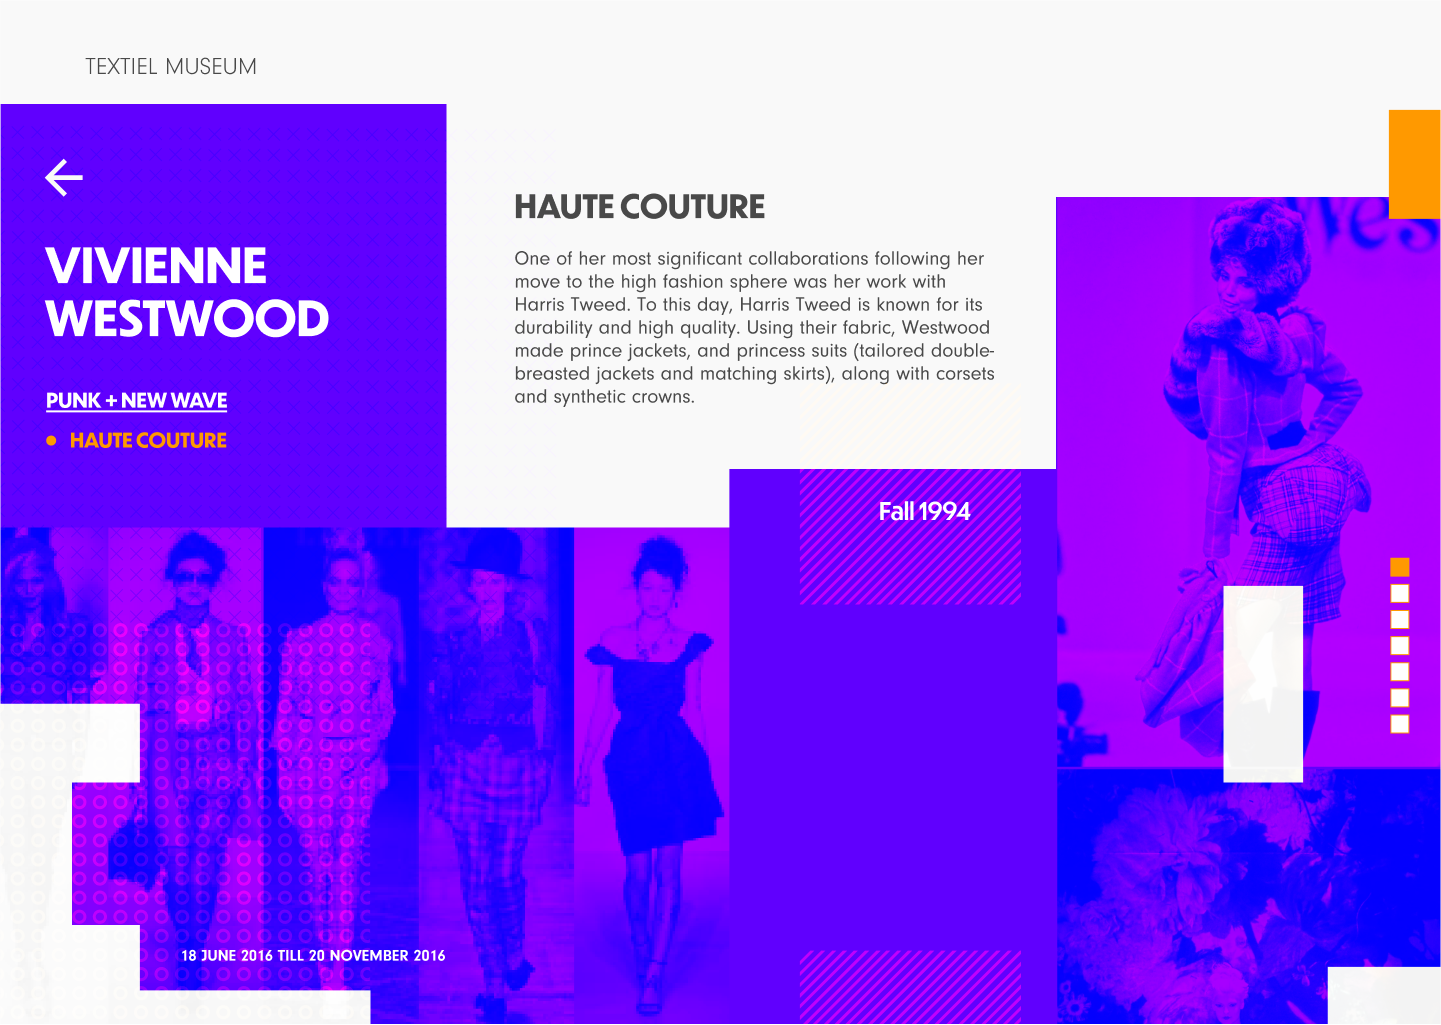 TEXTIEL MUSEUM
VIVIENNE
WESTWOOD
PUNK + NEW WAVE
HAUTE COUTURE
HAUTE COUTURE
One of her most significant collaborations following her
move to the high fashion sphere was her work with
Harris Tweed. To this day, Harris Tweed is known for its
durability and high quality. Using their fabric, Westwood
made prince jackets, and princess suits (tailored double-
breasted jackets and matching skirts), along with corsets
and synthetic crowns.
Fall 1994
18 JUNE 2016 TILL 20 NOVEMBER 2016